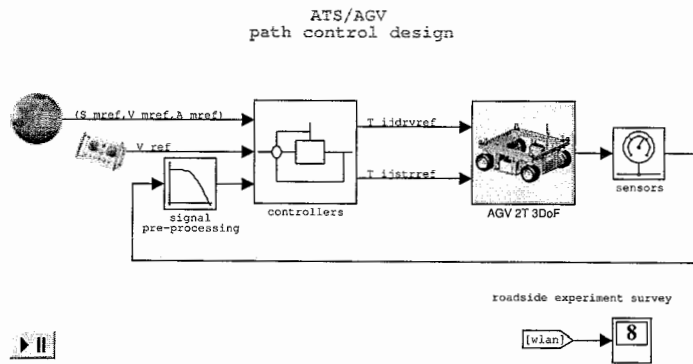 ATS/AGV
path control design
(S mref,V mref,A mref)
V ref
T ijdrvref
T ijstrref
signal
pre-processing
controllers
AGV 2T 3DoF
sensors
roadside experiment survey
[wlan]
8